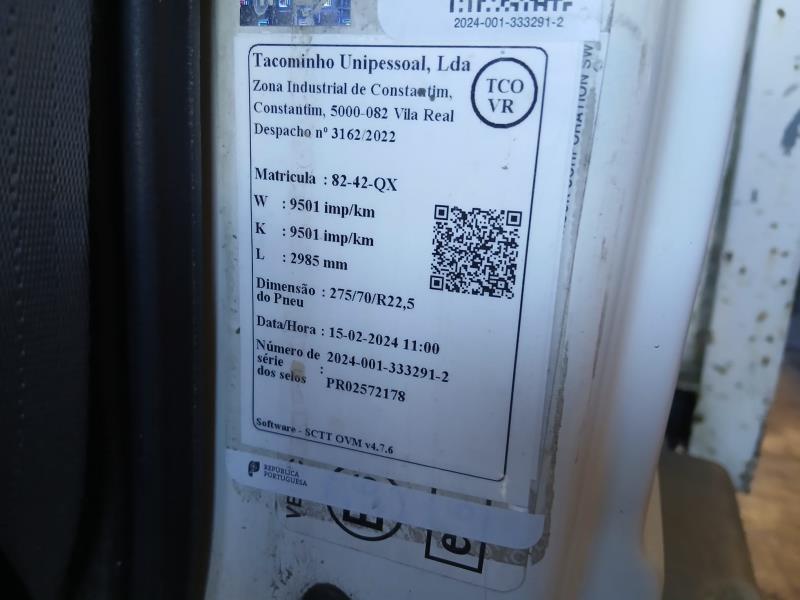 2024-001-333291-2
Tacominho Unipessoal, Lda
Zona Industrial de Constantim,
Constantim, 5000-082 Vila Real
Despacho nº 3162/2022
TCO
VR
Matricula : 82-42-QX
W : 9501 imp/km
K : 9501 imp/km
L : 2985 mm
Dimensão : 275/70/R22,5
do Pneu
Data/Hora : 15-02-2024 11:00
Número de 2024-001-333291-2
série :
dos selos PR02572178
Software - SCTT OVM v4.7.6
REPÚBLICA
PORTUGUESA
CORPORATION SW
e